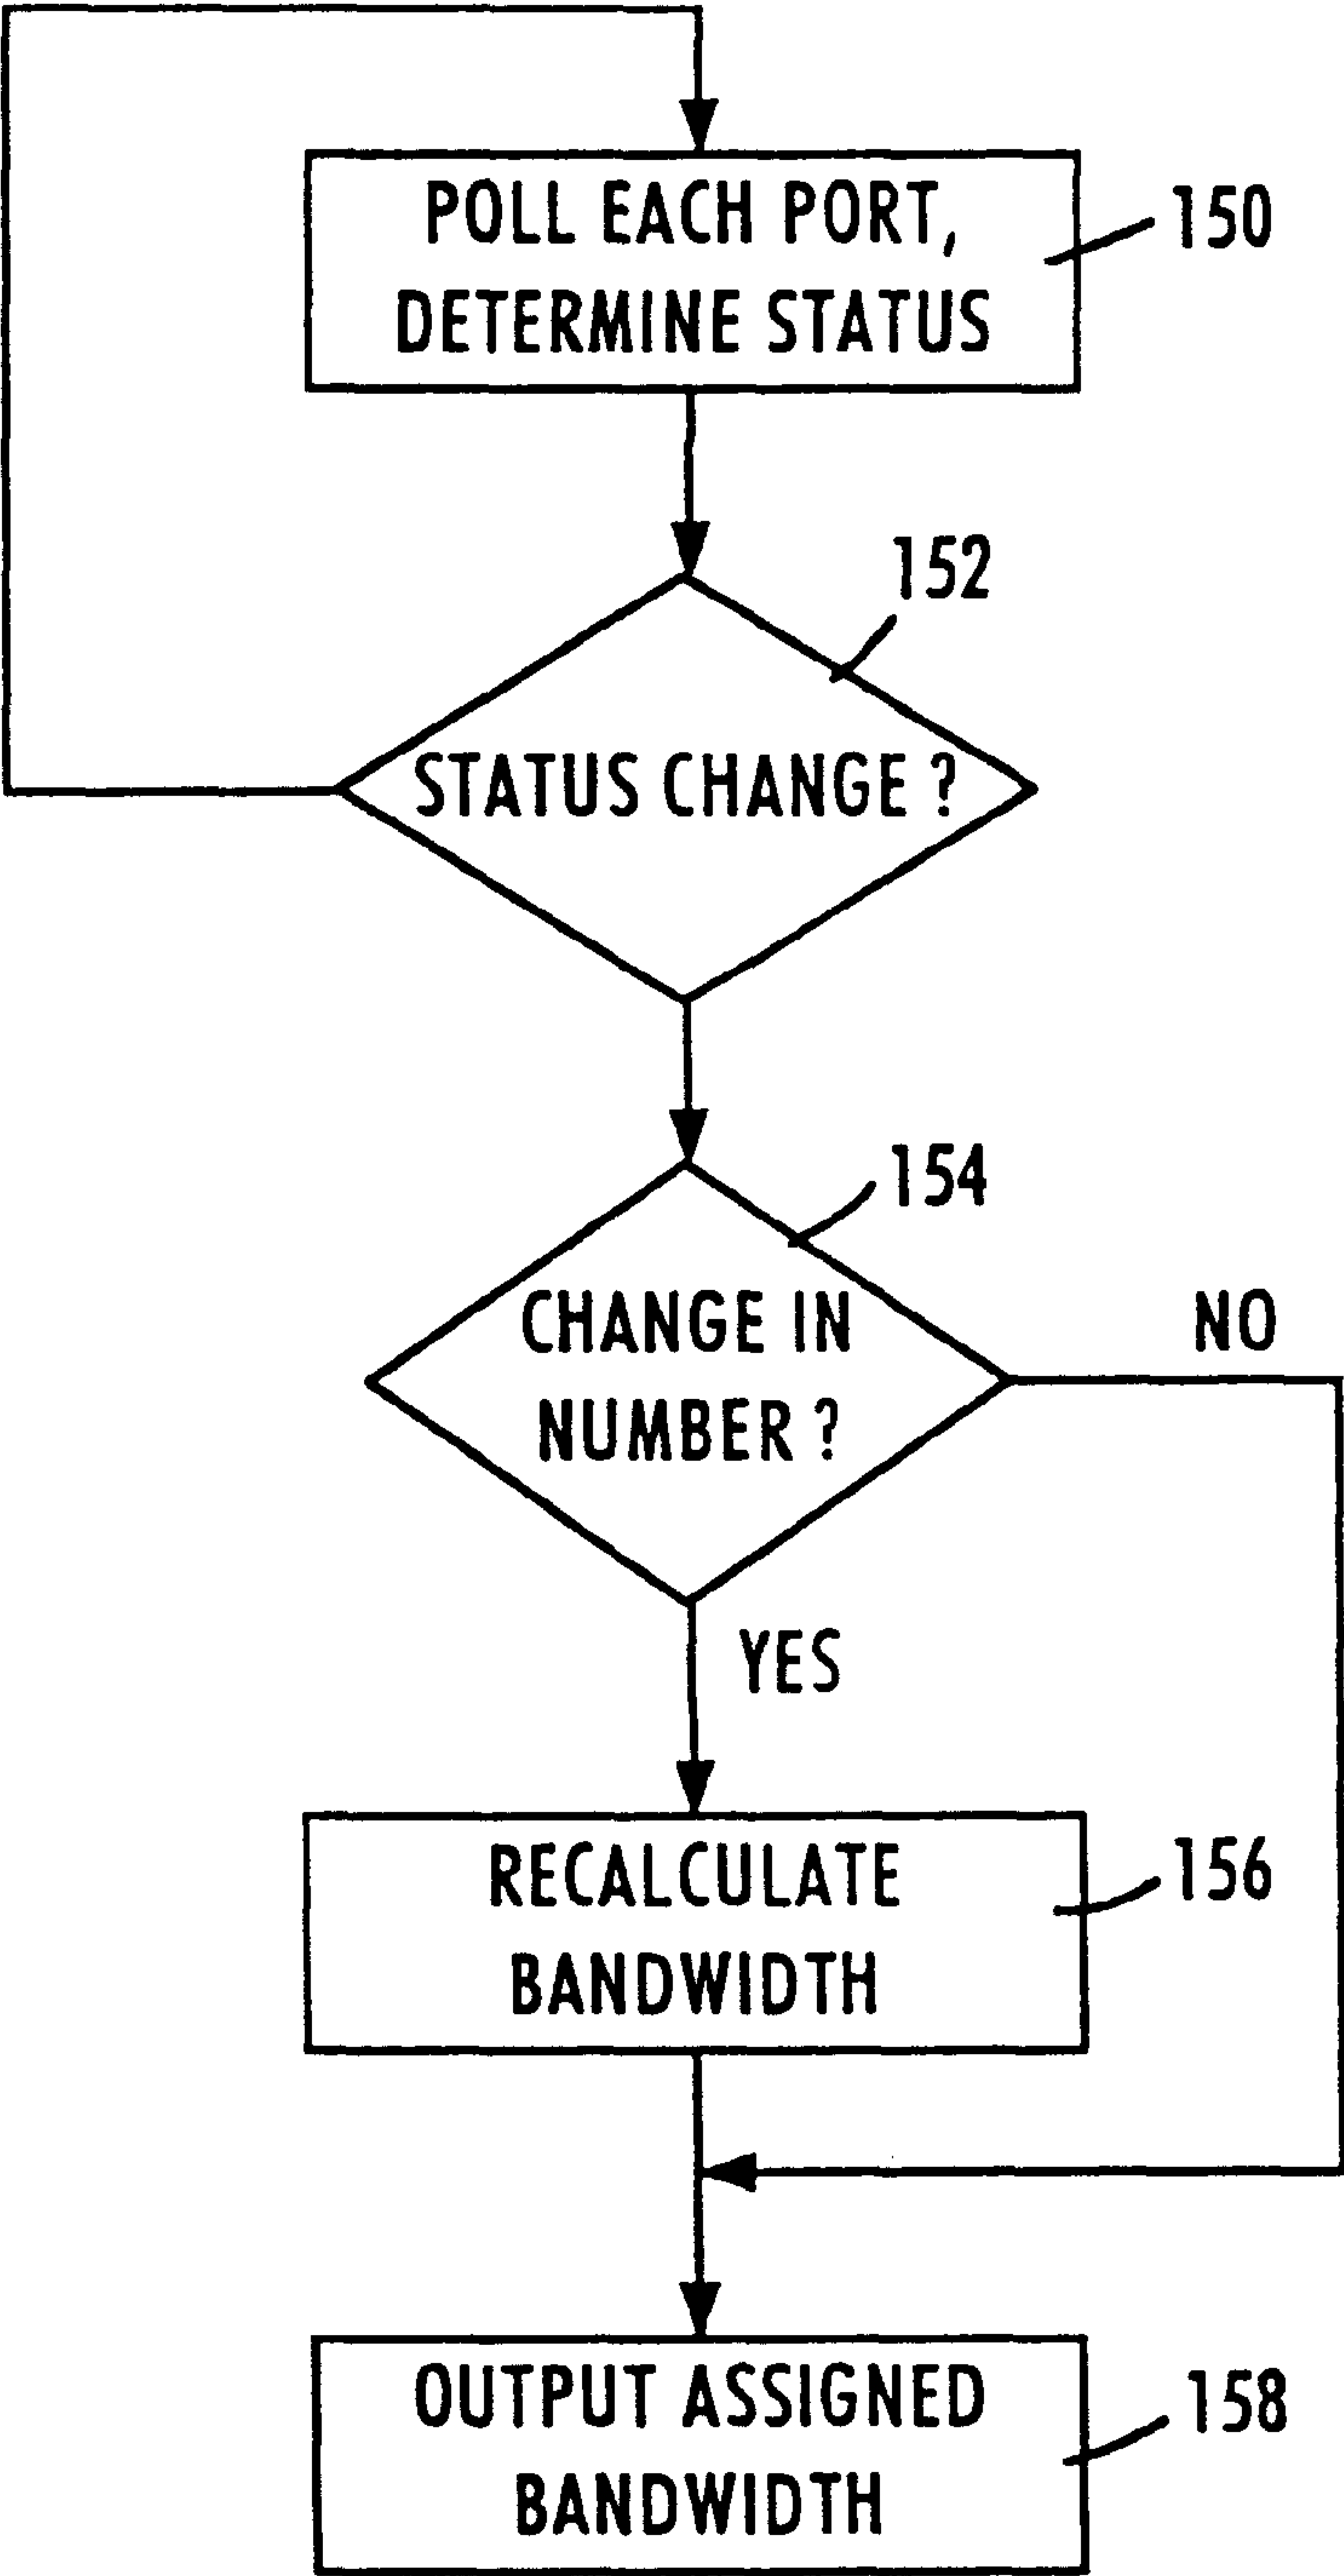 POLL EACH PORT,
DETERMINE STATUS
150
152
STATUS CHANGE ?
154
CHANGE IN
NUMBER ?
NO
YES
RECALCULATE
BANDWIDTH
156
OUTPUT ASSIGNED
BANDWIDTH
158